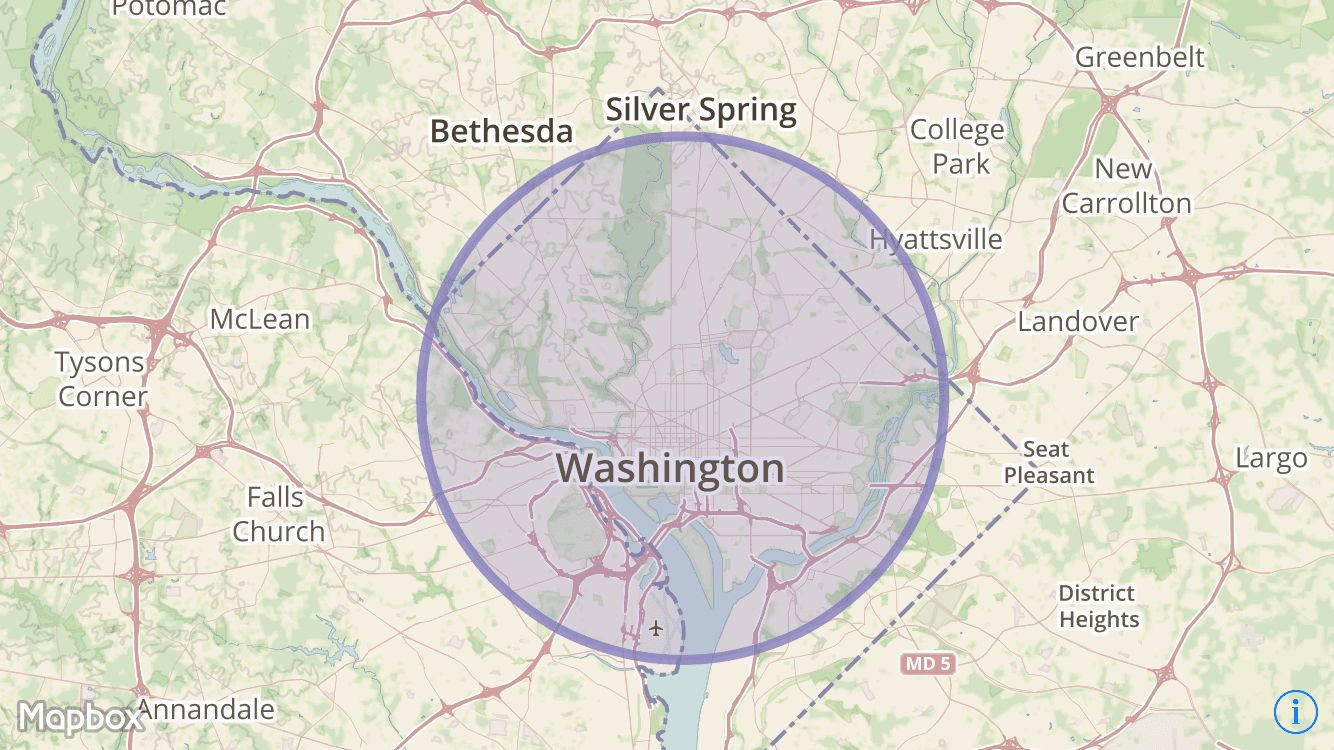 Potomac
Greenbelt
Silver Spring
Bethesda
College
Park
New
Carrollton
Hyattsville
McLean
Landover
Tysons
Corner
Seat
Pleasant
Washington
Largo
Falls
Church
District
Heights
MD 5
Annandale
Mapbox
i